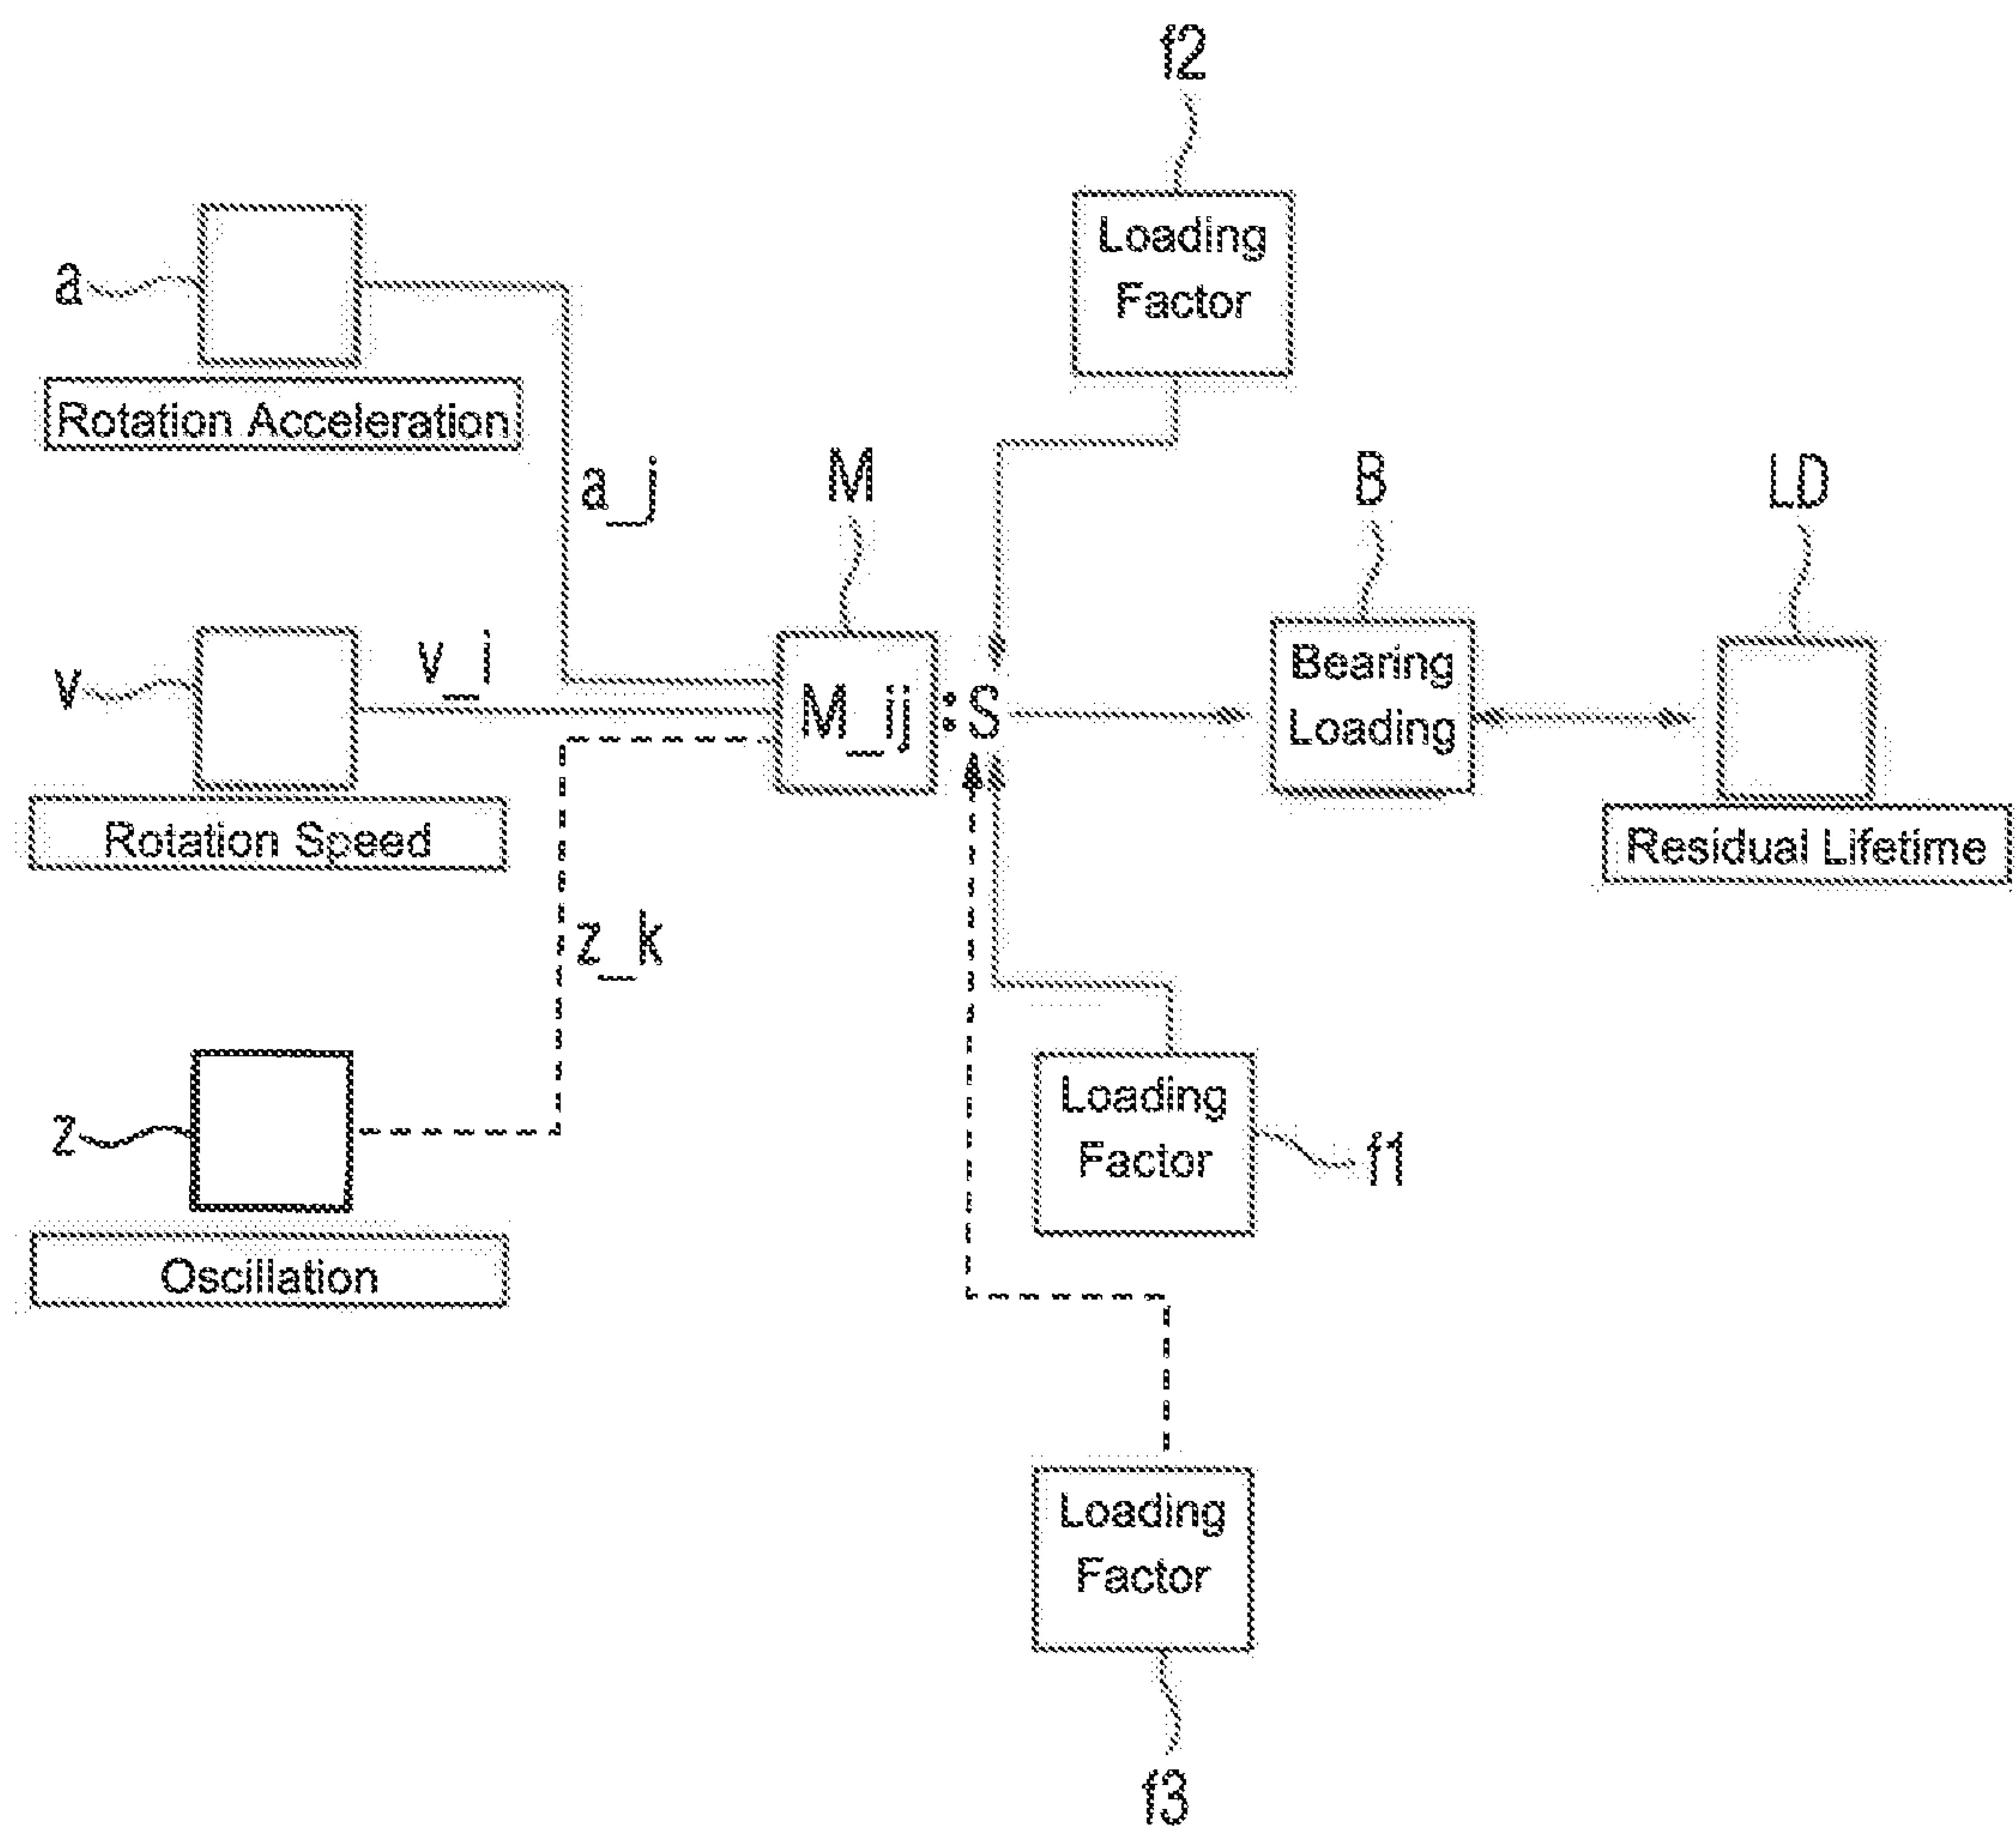 f2
Loading
Factor
a
Rotation Acceleration
a_j
M
B
LD
v
v_i
M_ij
:S
Bearing
Loading
Rotation Speed
Residual Lifetime
z_k
z
Loading
Factor
f1
Oscillation
Loading
Factor
f3